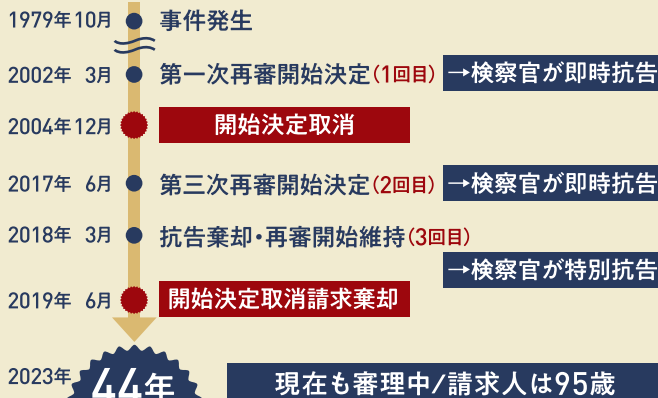 1979年10月 事件発生
2002年 3月 第一次再審開始決定(1回目) →検察官が即時抗告
2004年12月 開始決定取消
2017年 6月 第三次再審開始決定(2回目) →検察官が即時抗告
2018年 3月 抗告棄却・再審開始維持(3回目)
→検察官が特別抗告
2019年 6月 開始決定取消請求棄却
2023年 44年 現在も審理中/請求人は95歳